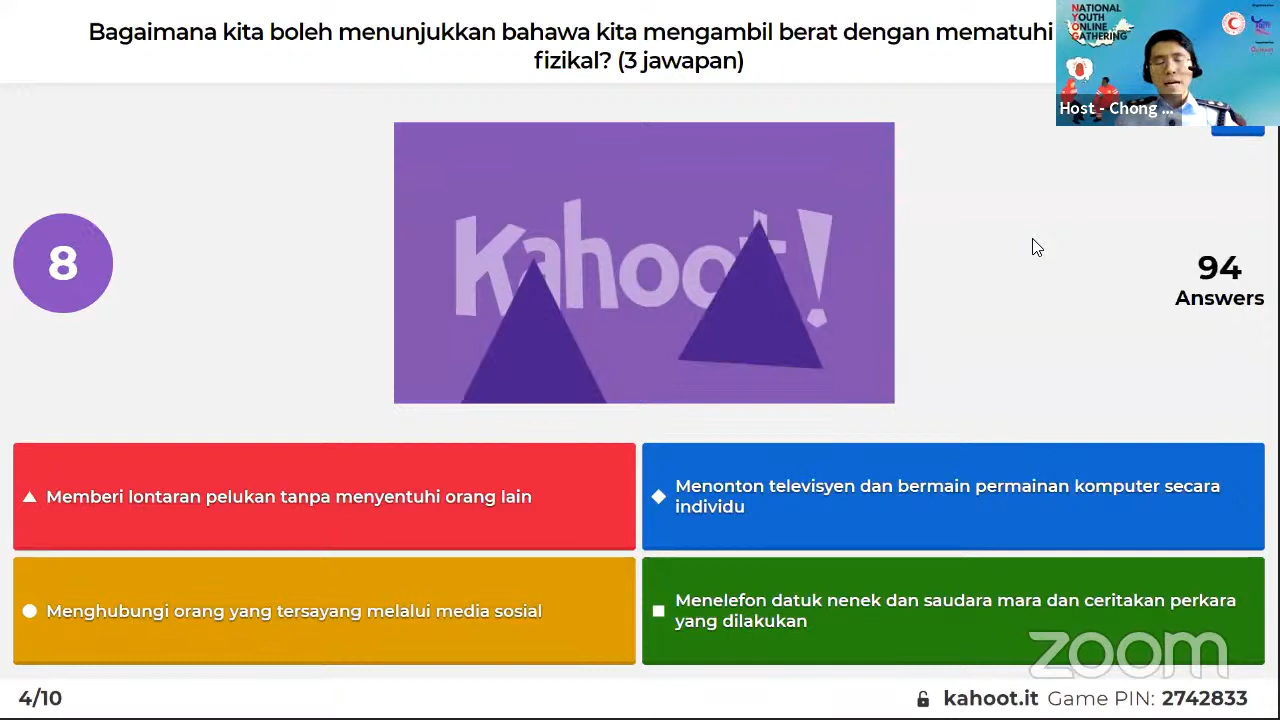 Bagaimana kita boleh menunjukkan bahawa kita mengambil berat dengan mematuhi
fizikal? (3 jawapan)
NATIONAL
YOUTH
ONLINE
GATHERING
Host - Chong ...
8
Kahoot!
94
Answers
Memberi lontaran pelukan tanpa menyentuhi orang lain
Menonton televisyen dan bermain permainan komputer secara
individu
Menghubungi orang yang tersayang melalui media sosial
Menelefon datuk nenek dan saudara mara dan ceritakan perkara
yang dilakukan
zoom
4/10
kahoot.it Game PIN: 2742833